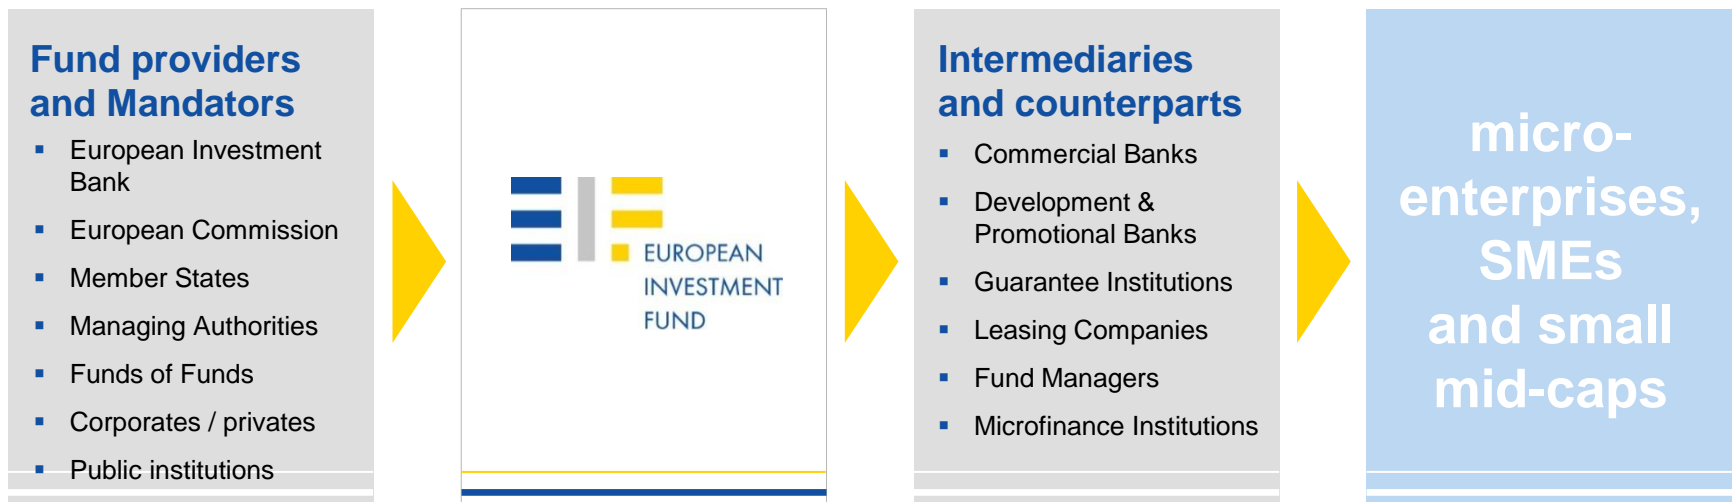 Fund providers
and Mandators
▪ European Investment
Bank
▪ European Commission
▪ Member States
▪ Managing Authorities
▪ Funds of Funds
▪ Corporates / privates
▪ Public institutions
EUROPEAN
INVESTMENT
FUND
Intermediaries
and counterparts
▪ Commercial Banks
▪ Development &
Promotional Banks
▪ Guarantee Institutions
▪ Leasing Companies
▪ Fund Managers
▪ Microfinance Institutions
micro-
enterprises,
SMEs
and small
mid-caps